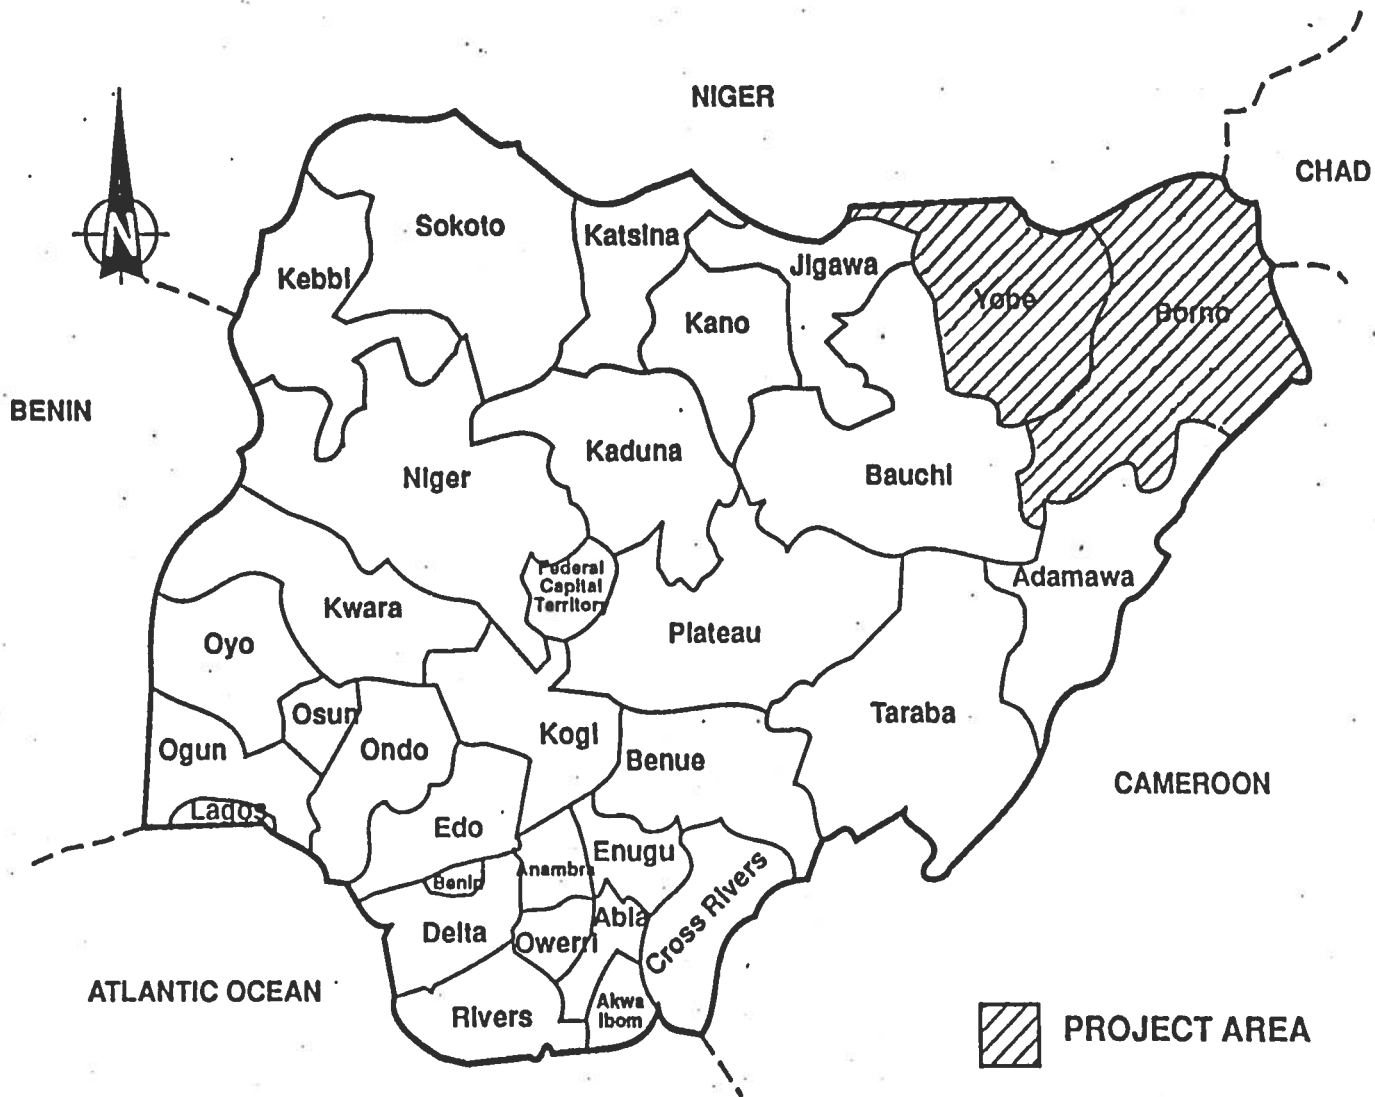 NIGER
CHAD
N
Sokoto
Katsina
Jigawa
Kebbi
Yobe
Borno
Kano
BENIN
Kaduna
Niger
Bauchi
Federal
Capital
Territory
Adamawa
Kwara
Oyo
Plateau
Osun
Taraba
Ogun
Ondo
Kogi
Benue
CAMEROON
Lagos
Edo
Enugu
Anambra
Benin
Cross Rivers
Abia
Delta
Owerri
ATLANTIC OCEAN
Rivers
Akwa
Ibom
PROJECT AREA